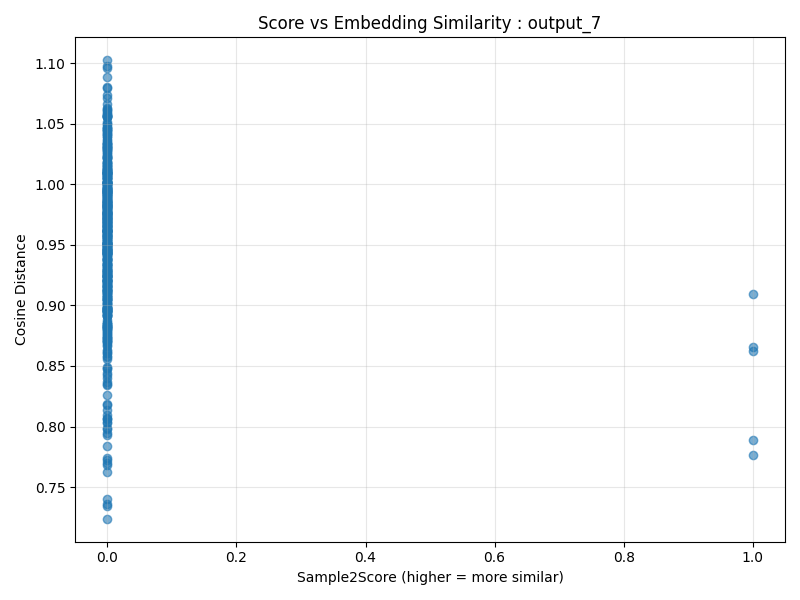 Score vs Embedding Similarity : output_7
Cosine Distance
1.10
1.05
1.00
0.95
0.90
0.85
0.80
0.75
0.0 0.2 0.4 0.6 0.8 1.0
Sample2Score (higher = more similar)